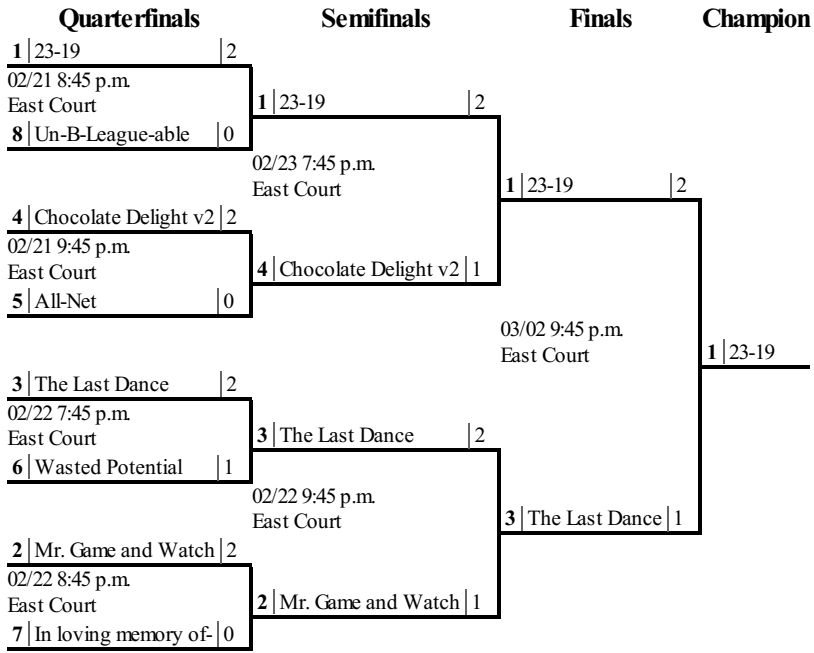 Quarterfinals Semifinals Finals Champion
1 23-19 2
02/21 8:45 p.m.
East Court
8 Un-B-League-able 0
1 23-19 2
02/23 7:45 p.m.
East Court
4 Chocolate Delight v2 2
02/21 9:45 p.m.
East Court
5 All-Net 0
4 Chocolate Delight v2 1
1 23-19 2
03/02 9:45 p.m.
East Court
1 23-19
3 The Last Dance 2
02/22 7:45 p.m.
East Court
6 Wasted Potential 1
3 The Last Dance 2
02/22 9:45 p.m.
East Court
3 The Last Dance 1
2 Mr. Game and Watch 2
02/22 8:45 p.m.
East Court
7 In loving memory of- 0
2 Mr. Game and Watch 1